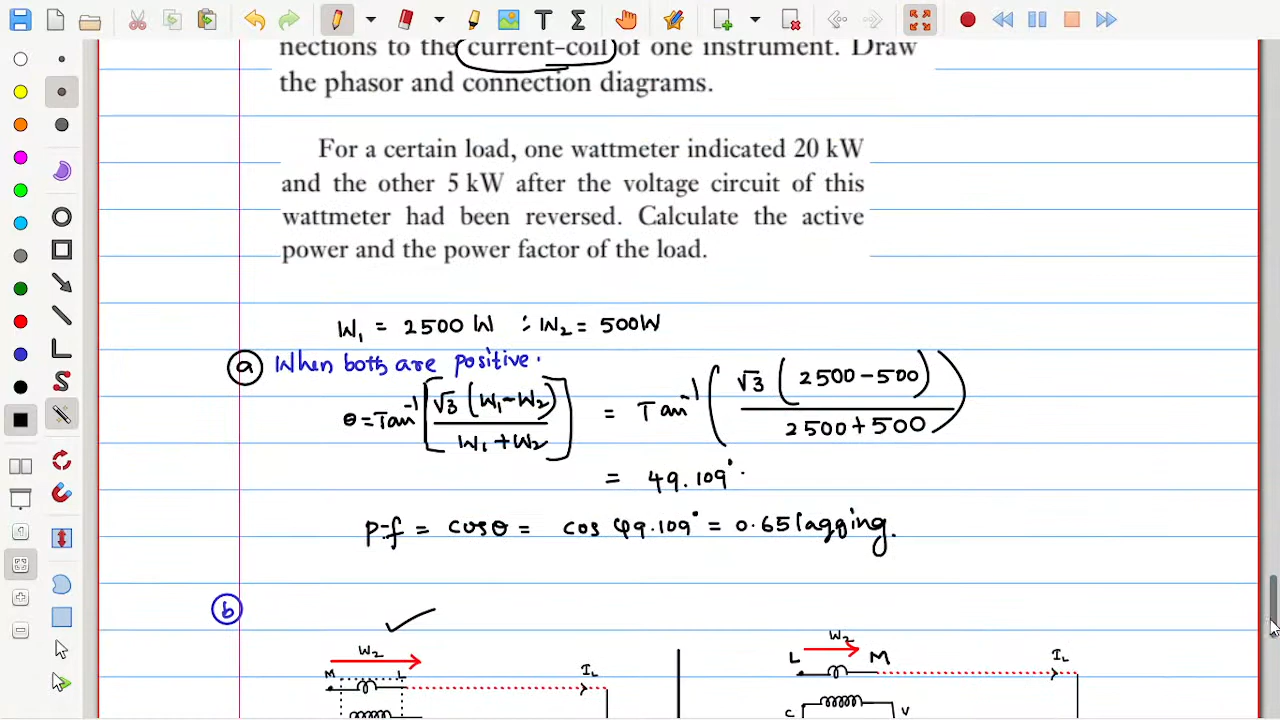 nections to the current-coil of one instrument. Draw
the phasor and connection diagrams.
For a certain load, one wattmeter indicated 20 kW
and the other 5 kW after the voltage circuit of this
wattmeter had been reversed. Calculate the active
power and the power factor of the load.
W₁ = 2500 W : W₂ = 500W
a When both are positive.
θ = Tan⁻¹ [√3 (W₁-W₂) / W₁+W₂] = Tan⁻¹ (√3 (2500-500) / 2500+500)
= 49.109°.
p.f = cosθ = cos 49.109° = 0.65 lagging.
b
W₂
M L I_L
W₂
L M I_L
C V